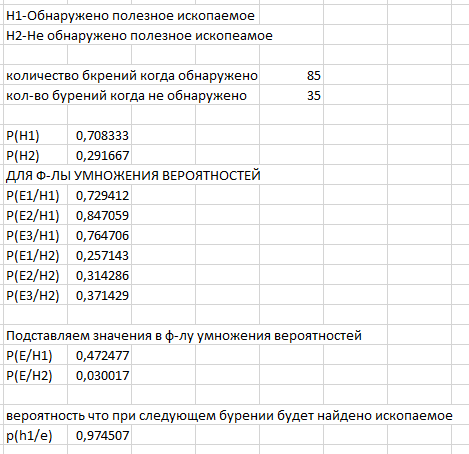 H1-Обнаружено полезное ископаемое
H2-Не обнаружено полезное ископеамое
количество бкрений когда обнаружено 85
кол-во бурений когда не обнаружено 35
P(H1) 0,708333
P(H2) 0,291667
ДЛЯ Ф-ЛЫ УМНОЖЕНИЯ ВЕРОЯТНОСТЕЙ
P(E1/H1) 0,729412
P(E2/H1) 0,847059
P(E3/H1) 0,764706
P(E1/H2) 0,257143
P(E2/H2) 0,314286
P(E3/H2) 0,371429
Подставляем значения в ф-лу умножения вероятностей
P(E/H1) 0,472477
P(E/H2) 0,030017
вероятность что при следующем бурении будет найдено ископаемое
p(h1/e) 0,974507